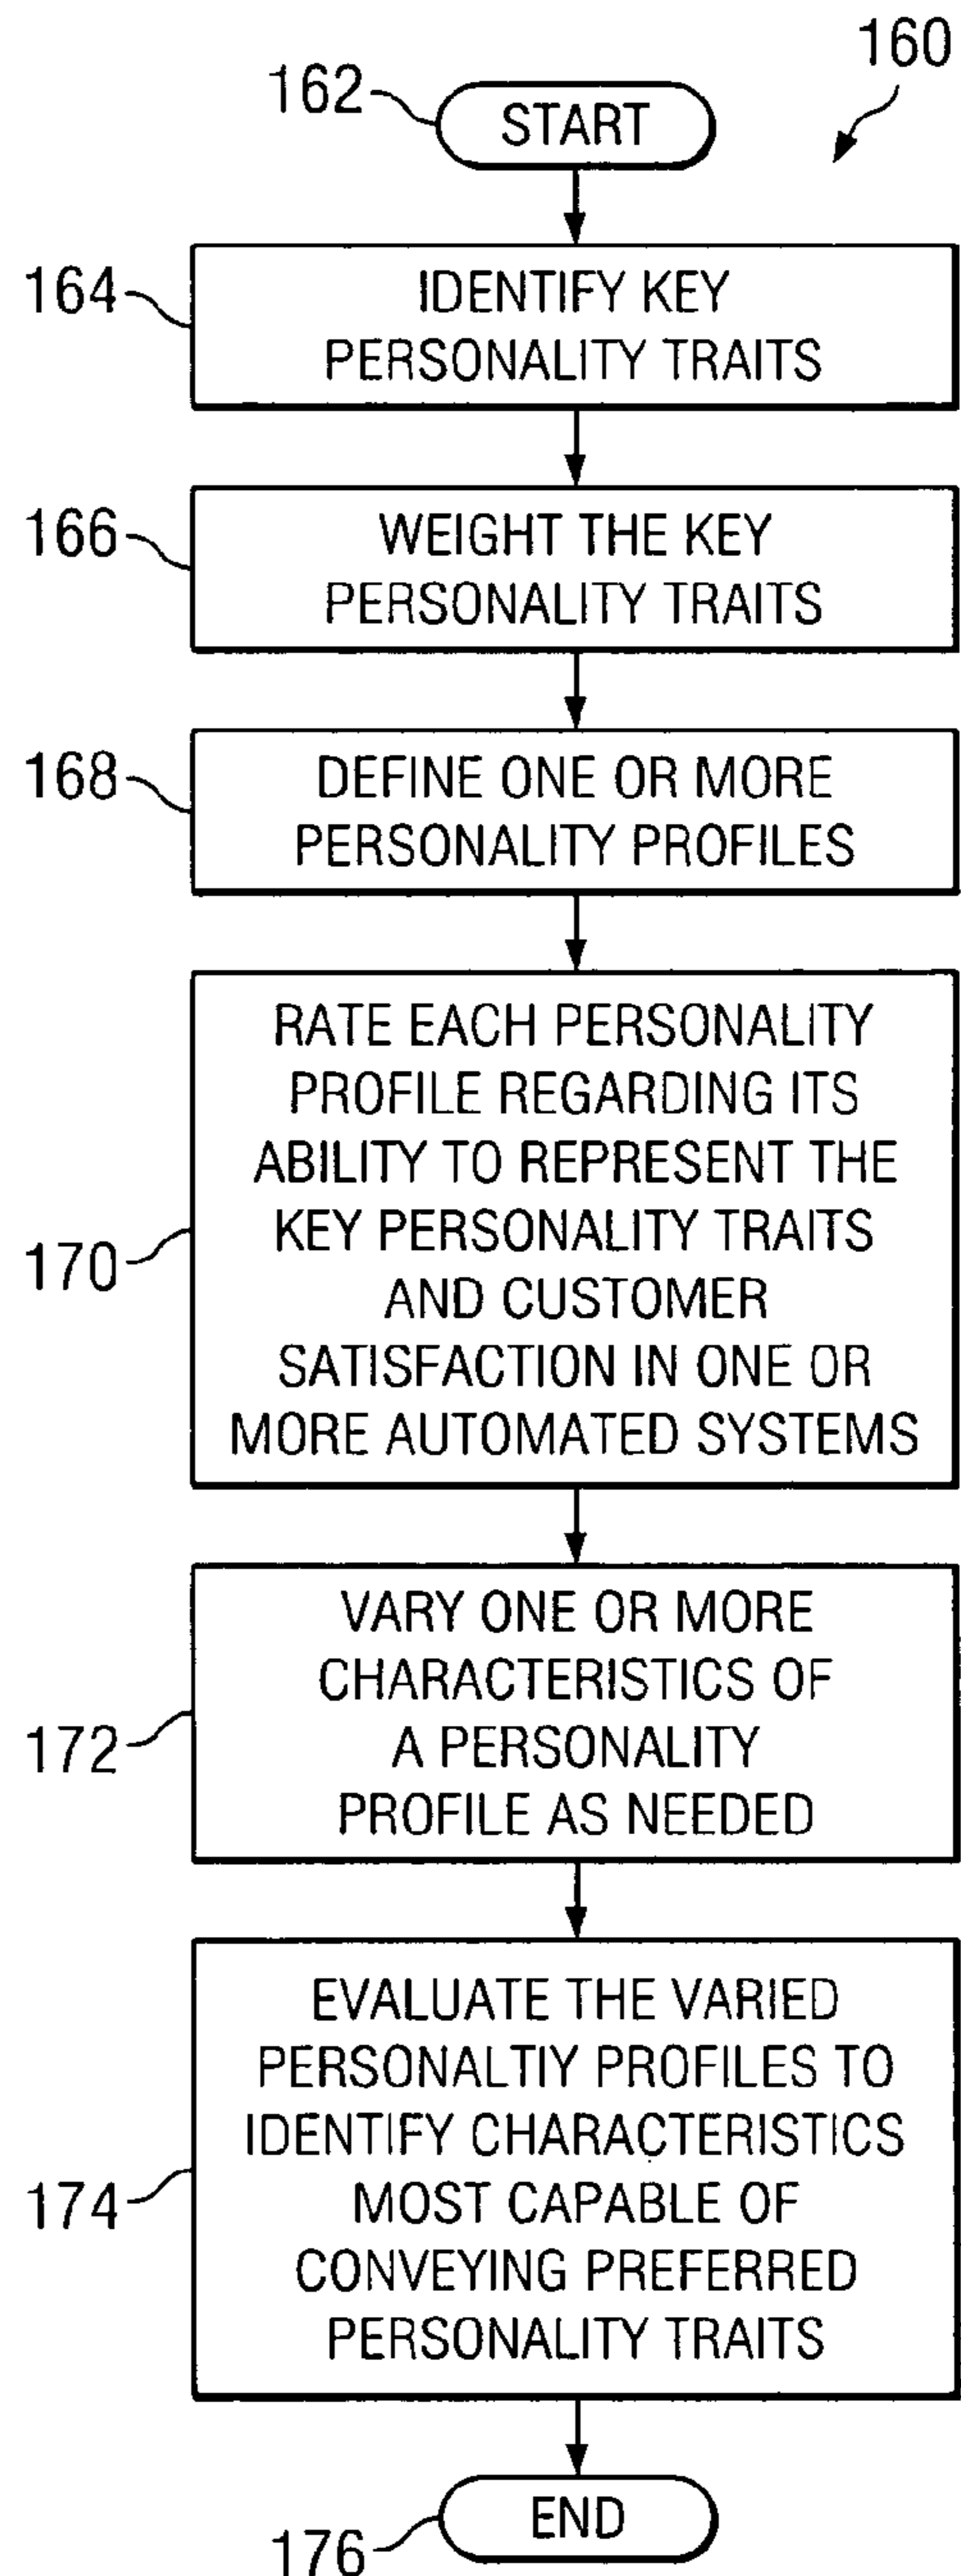 160
162
START
164
IDENTIFY KEY
PERSONALITY TRAITS
166
WEIGHT THE KEY
PERSONALITY TRAITS
168
DEFINE ONE OR MORE
PERSONALITY PROFILES
RATE EACH PERSONALITY
PROFILE REGARDING ITS
ABILITY TO REPRESENT THE
KEY PERSONALITY TRAITS
170
AND CUSTOMER
SATISFACTION IN ONE OR
MORE AUTOMATED SYSTEMS
VARY ONE OR MORE
CHARACTERISTICS OF
172
A PERSONALITY
PROFILE AS NEEDED
EVALUATE THE VARIED
PERSONALTIY PROFILES TO
IDENTIFY CHARACTERISTICS
174
MOST CAPABLE OF
CONVEYING PREFERRED
PERSONALITY TRAITS
END
176